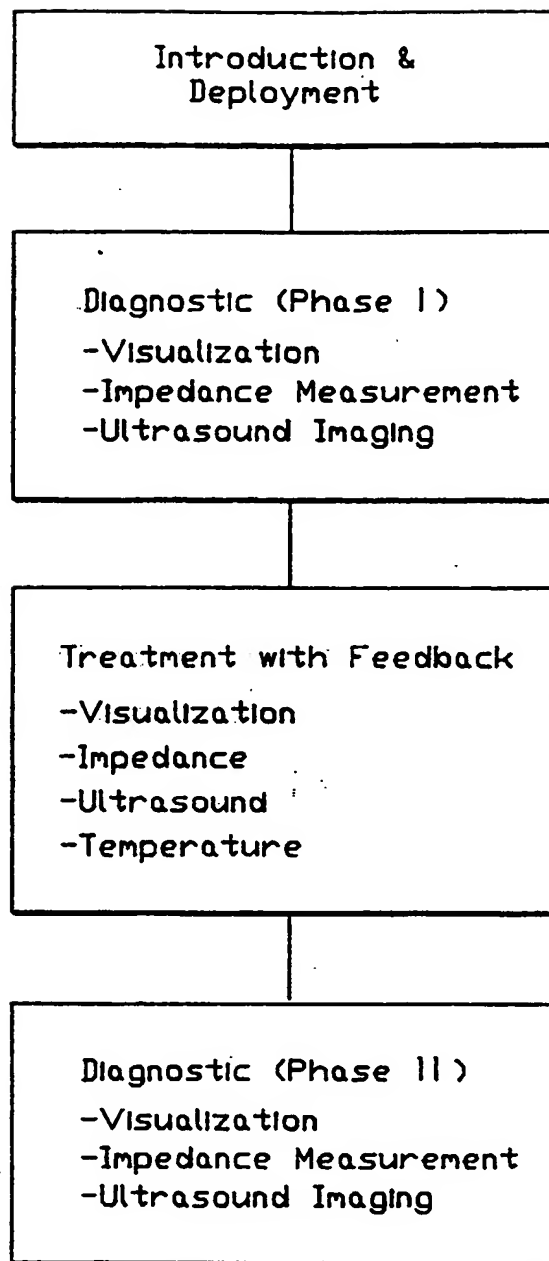 Introduction &
Deployment
Diagnostic (Phase I)
-Visualization
-Impedance Measurement
-Ultrasound Imaging
Treatment with Feedback
-Visualization
-Impedance
-Ultrasound
-Temperature
Diagnostic (Phase II)
-Visualization
-Impedance Measurement
-Ultrasound Imaging